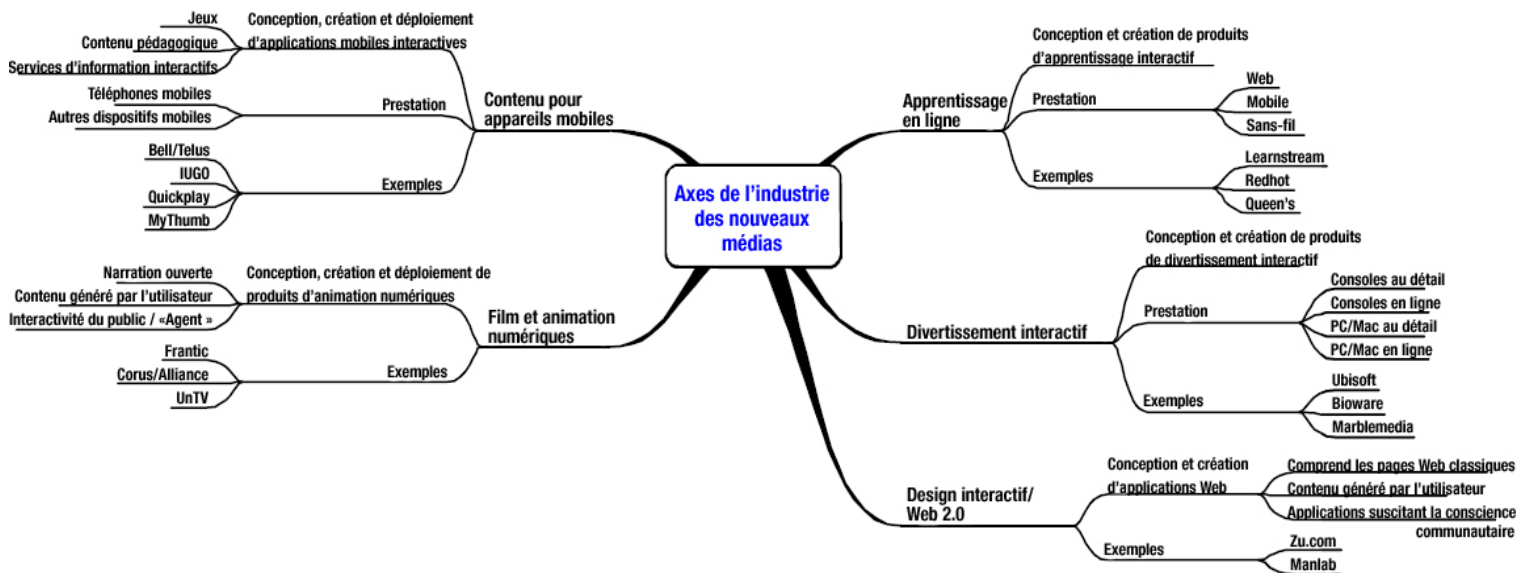 Axes de l'industrie
des nouveaux
médias
Contenu pour
appareils mobiles
Conception, création et déploiement
d'applications mobiles interactives
Jeux
Contenu pédagogique
Services d'information interactifs
Prestation
Téléphones mobiles
Autres dispositifs mobiles
Exemples
Bell/Telus
IUGO
Quickplay
MyThumb
Film et animation
numériques
Conception, création et déploiement de
produits d'animation numériques
Narration ouverte
Contenu généré par l'utilisateur
Interactivité du public / «Agent »
Exemples
Frantic
Corus/Alliance
UnTV
Apprentissage
en ligne
Conception et création de produits
d'apprentissage interactif
Prestation
Web
Mobile
Sans-fil
Exemples
Learnstream
Redhot
Queen's
Divertissement interactif
Conception et création de produits
de divertissement interactif
Prestation
Consoles au détail
Consoles en ligne
PC/Mac au détail
PC/Mac en ligne
Exemples
Ubisoft
Bioware
Marblemedia
Design interactif/
Web 2.0
Conception et création
d'applications Web
Comprend les pages Web classiques
Contenu généré par l'utilisateur
Applications suscitant la conscience
communautaire
Exemples
Zu.com
Manlab